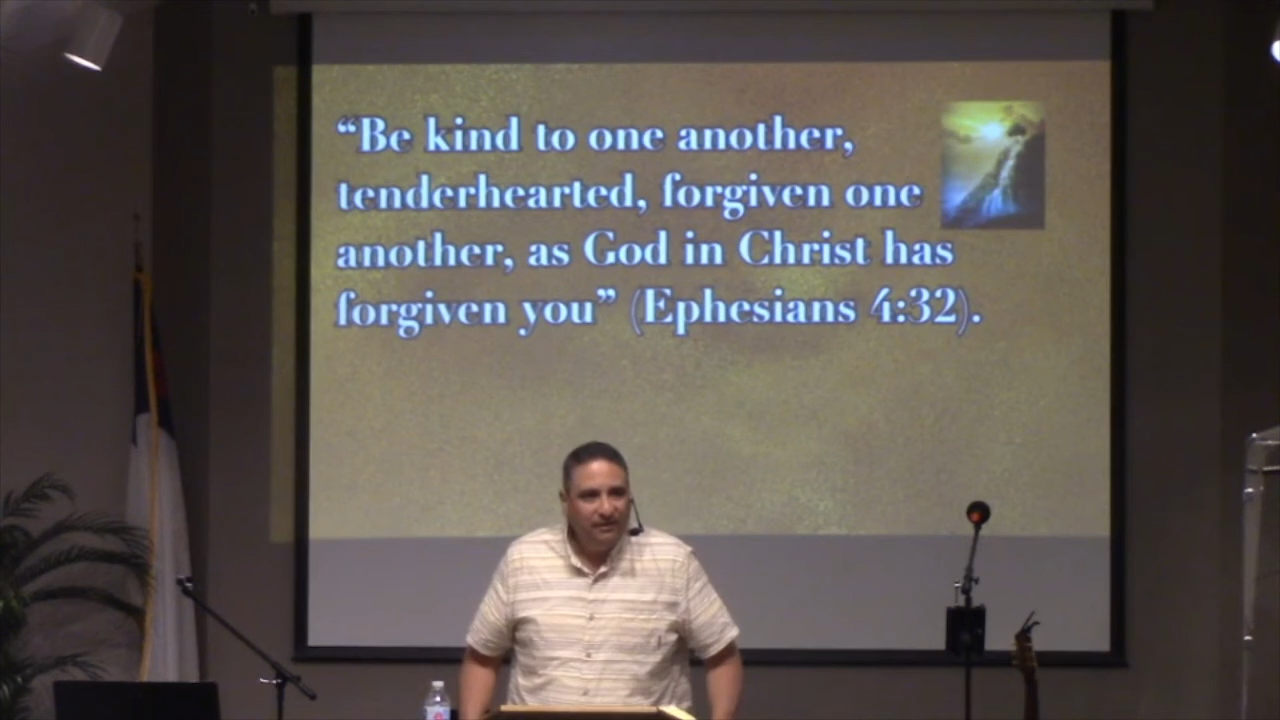 “Be kind to one another,
tenderhearted, forgiven one
another, as God in Christ has
forgiven you” (Ephesians 4:32).